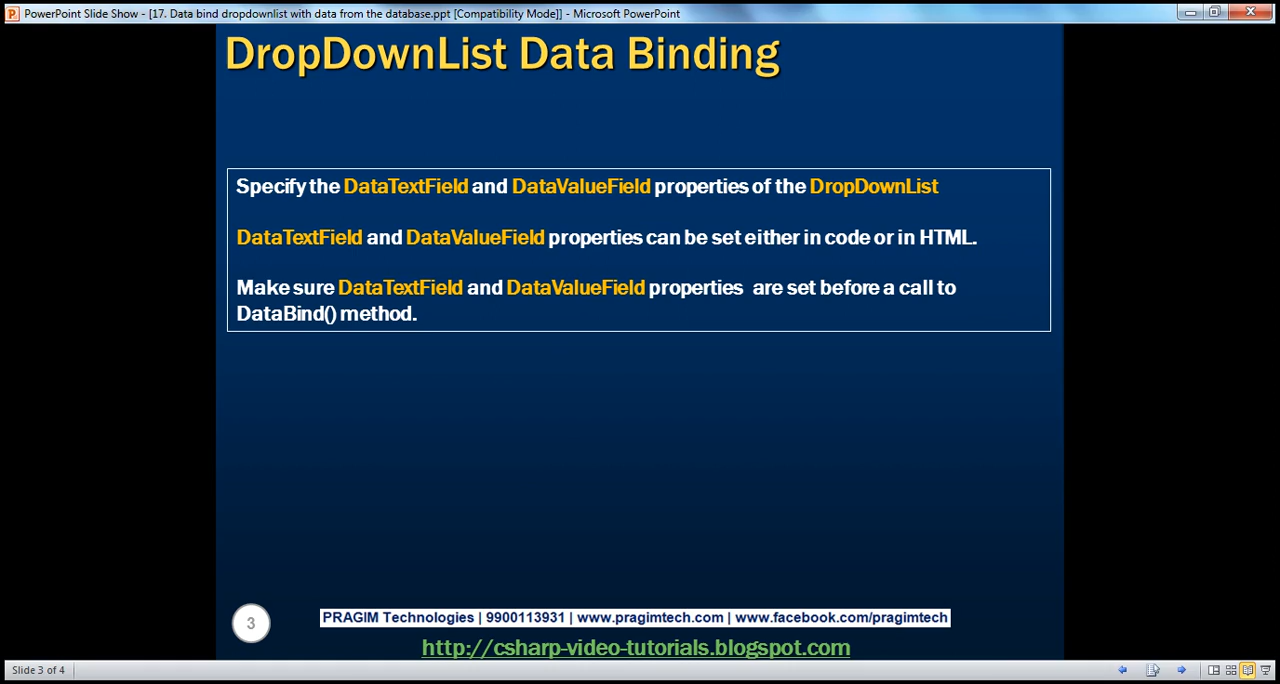 PowerPoint Slide Show - [17. Data bind dropdownlist with data from the database.ppt [Compatibility Mode]] - Microsoft PowerPoint
DropDownList Data Binding
Specify the DataTextField and DataValueField properties of the DropDownList
DataTextField and DataValueField properties can be set either in code or in HTML.
Make sure DataTextField and DataValueField properties are set before a call to
DataBind() method.
3
PRAGIM Technologies | 9900113931 | www.pragimtech.com | www.facebook.com/pragimtech
http://csharp-video-tutorials.blogspot.com
Slide 3 of 4